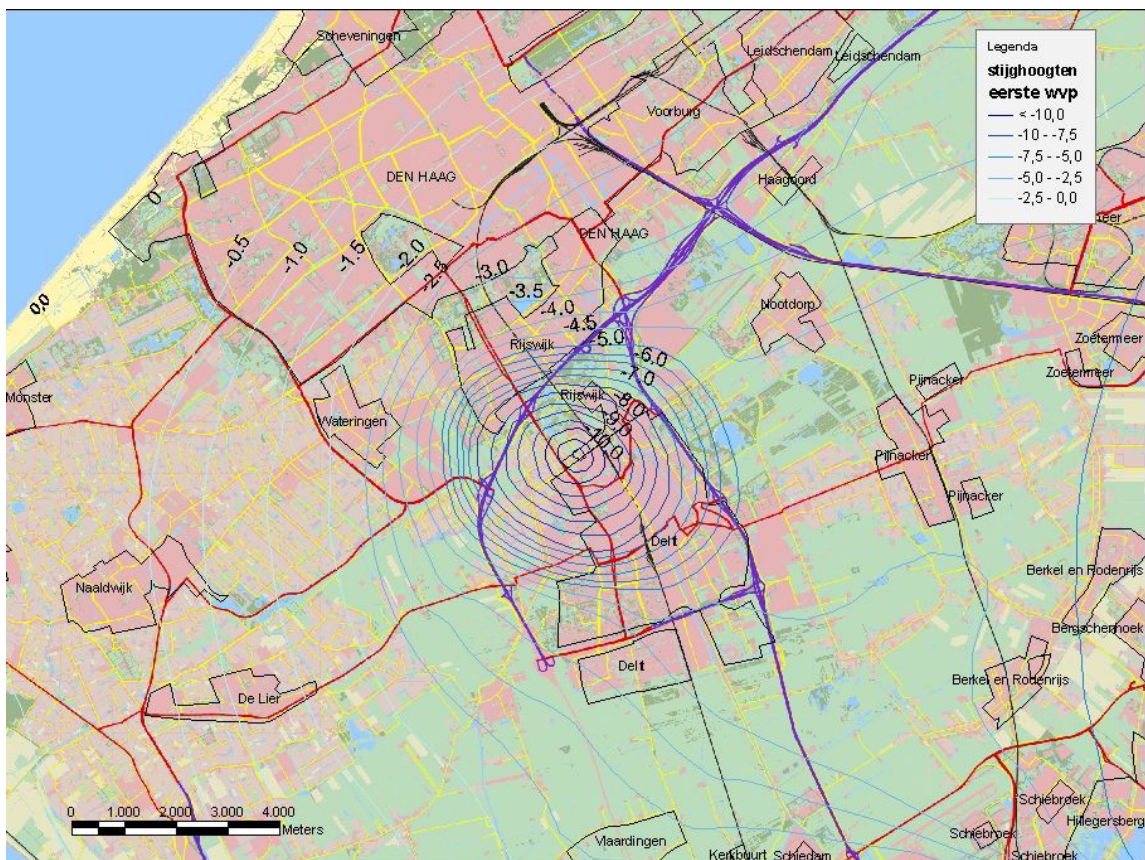 Scheveningen
Leidschendam
Leidschendam
Legenda
stijghoogten
eerste wvp
< -10,0
-10 - -7,5
-7,5 - -5,0
-5,0 - -2,5
-2,5 - 0,0
Voorburg
DEN HAAG
Haagoord
0
DEN HAAG
-0.5
-1.0
-1.5
-2.0
-2.5
-3.0
-3.5
-4.0
-4.5
-5.0
-6.0
-7.0
-8.0
-9.0
-10.0
0,0
Nootdorp
Rijswijk
Zoetermeer
Zoetermeer
Pijnacker
Monster
Rijswijk
Wateringen
Pijnacker
Pijnacker
Delft
Naaldwijk
Berkel en Rodenrijs
Bergschenhoek
Delft
De Lier
Berkel en Rodenrijs
0 1.000 2.000 3.000 4.000
Meters
Schiebroek
Hillegersberg
Vlaardingen
Schiebroek
Kerkbuurt
Schiedam
Schiebroek